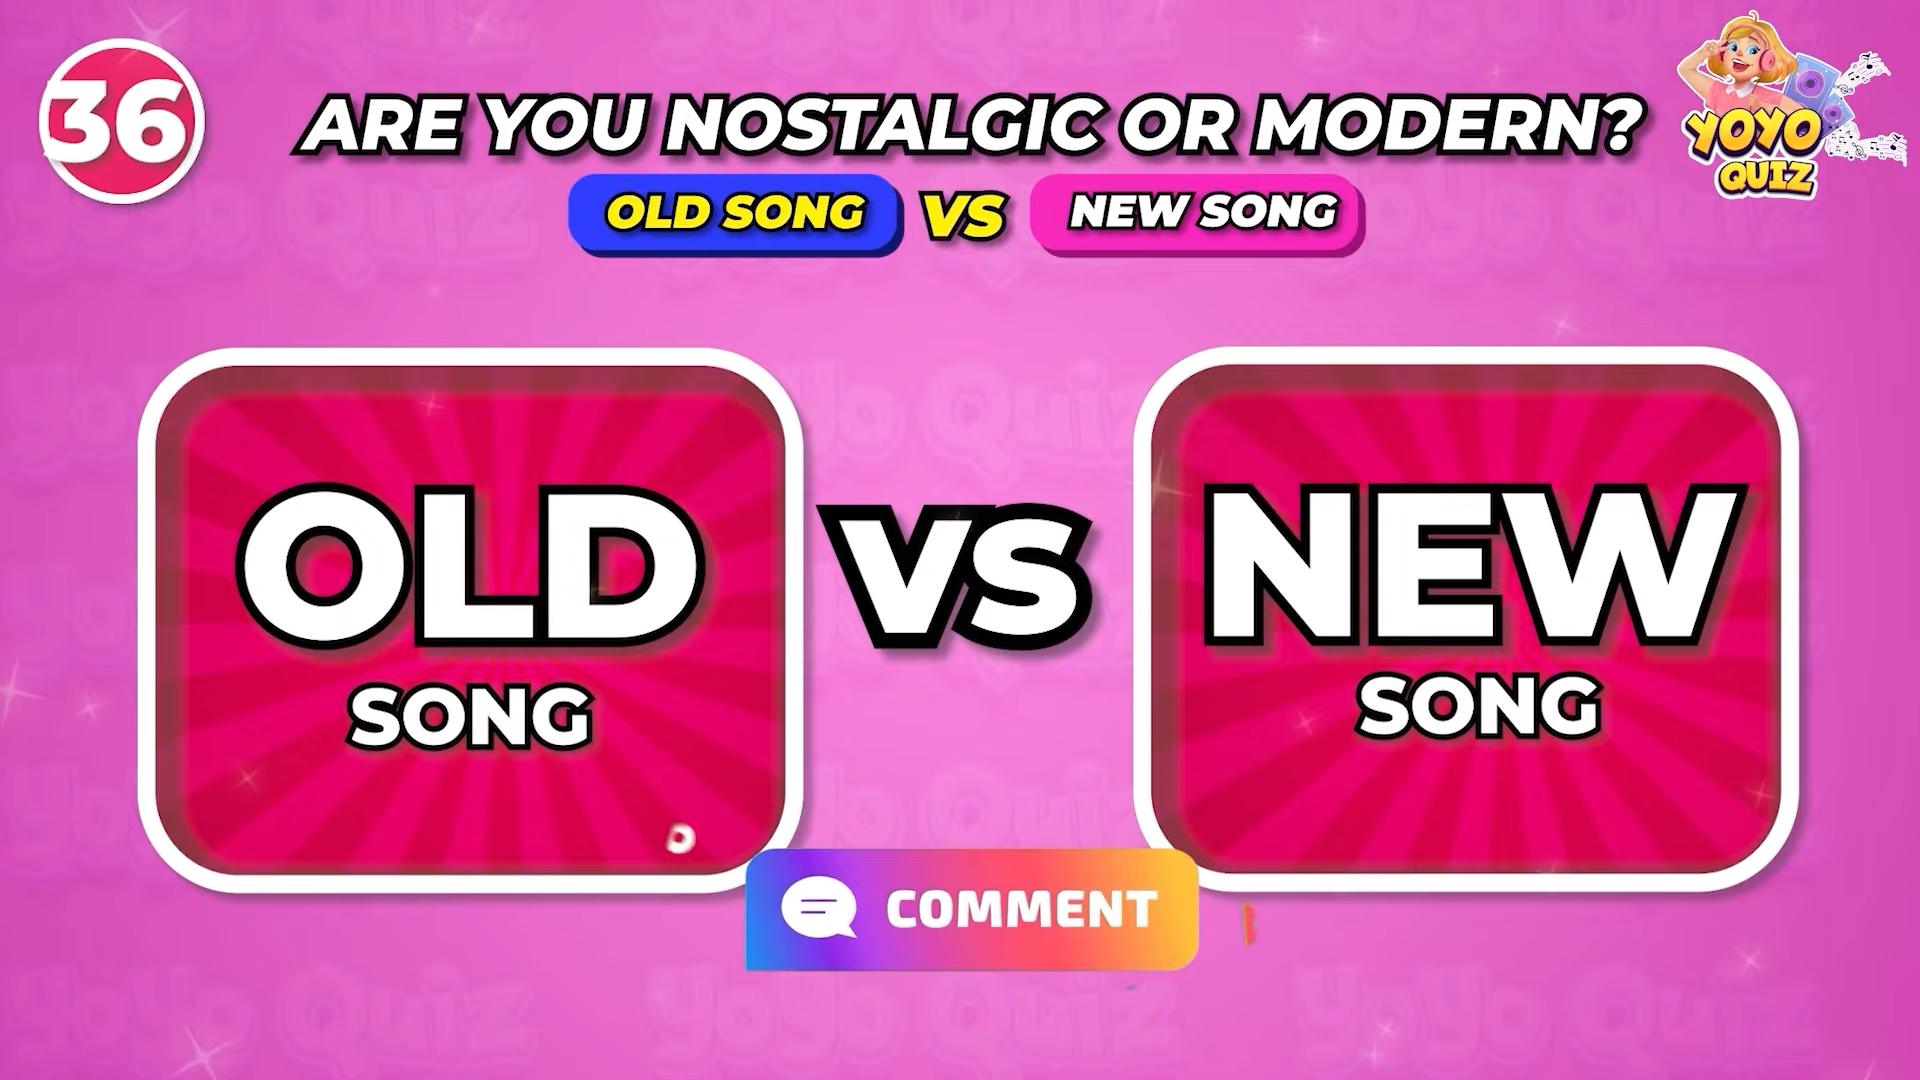 36
ARE YOU NOSTALGIC OR MODERN?
OLD SONG VS NEW SONG
YOYO
QUIZ
OLD
SONG
VS
NEW
SONG
COMMENT